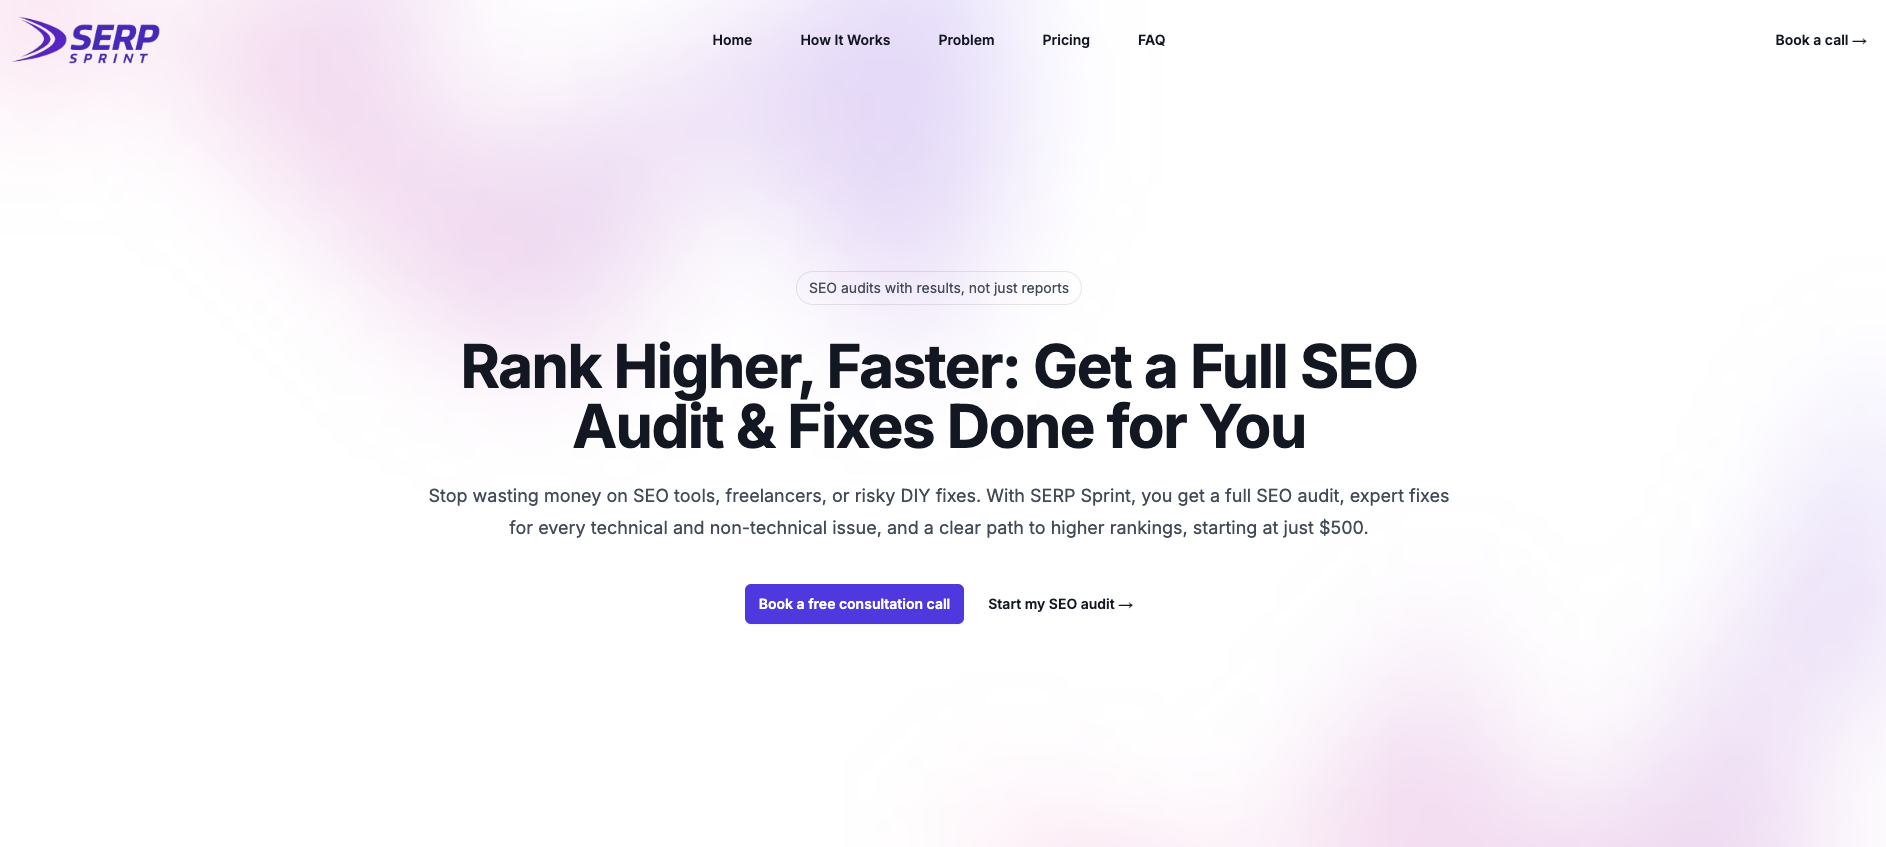 SERP
SPRINT
Home
How It Works
Problem
Pricing
FAQ
Book a call →
SEO audits with results, not just reports
Rank Higher, Faster: Get a Full SEO
Audit & Fixes Done for You
Stop wasting money on SEO tools, freelancers, or risky DIY fixes. With SERP Sprint, you get a full SEO audit, expert fixes
for every technical and non-technical issue, and a clear path to higher rankings, starting at just $500.
Book a free consultation call
Start my SEO audit →